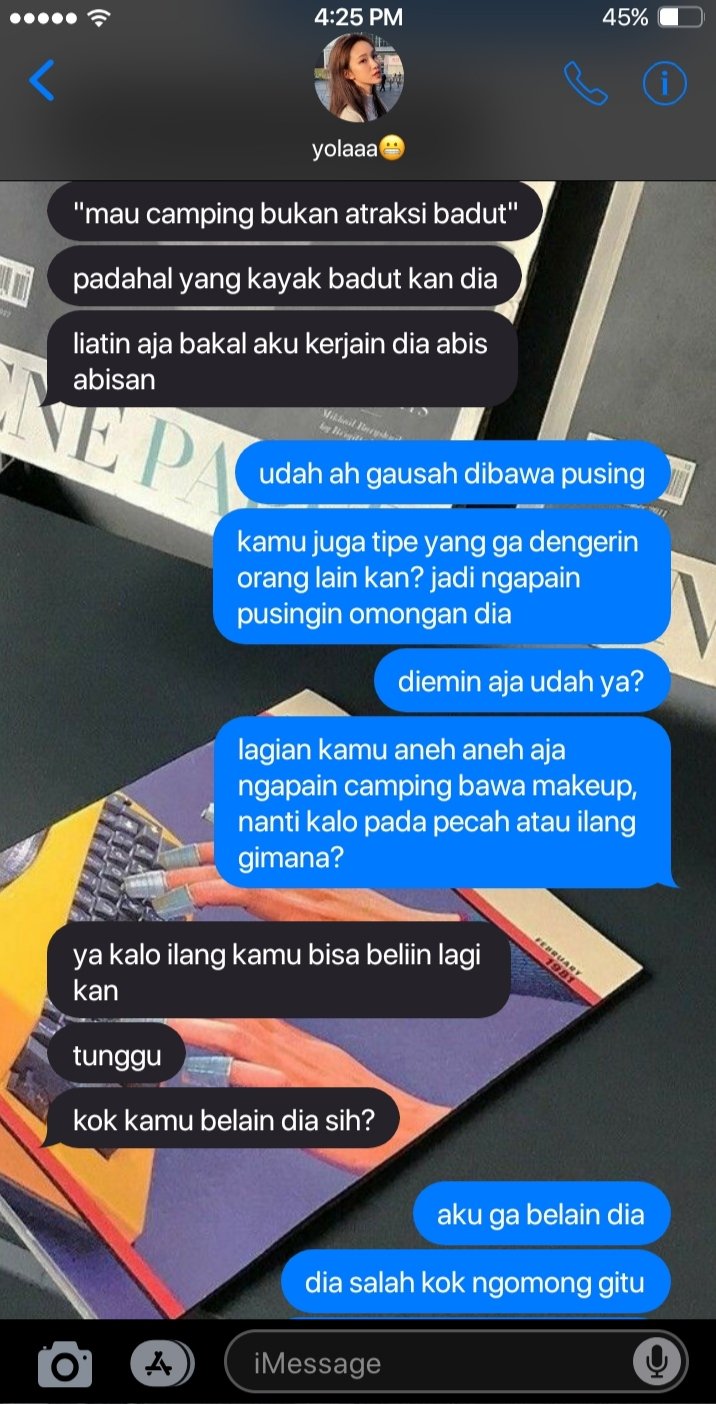 4:25 PM
45%
yolaaa😬
"mau camping bukan atraksi badut"
padahal yang kayak badut kan dia
liatin aja bakal aku kerjain dia abis
abisan
udah ah gausah dibawa pusing
kamu juga tipe yang ga dengerin
orang lain kan? jadi ngapain
pusingin omongan dia
diemin aja udah ya?
lagian kamu aneh aneh aja
ngapain camping bawa makeup,
nanti kalo pada pecah atau ilang
gimana?
FEBRUARY
1981
ya kalo ilang kamu bisa beliin lagi
kan
tunggu
kok kamu belain dia sih?
aku ga belain dia
dia salah kok ngomong gitu
iMessage